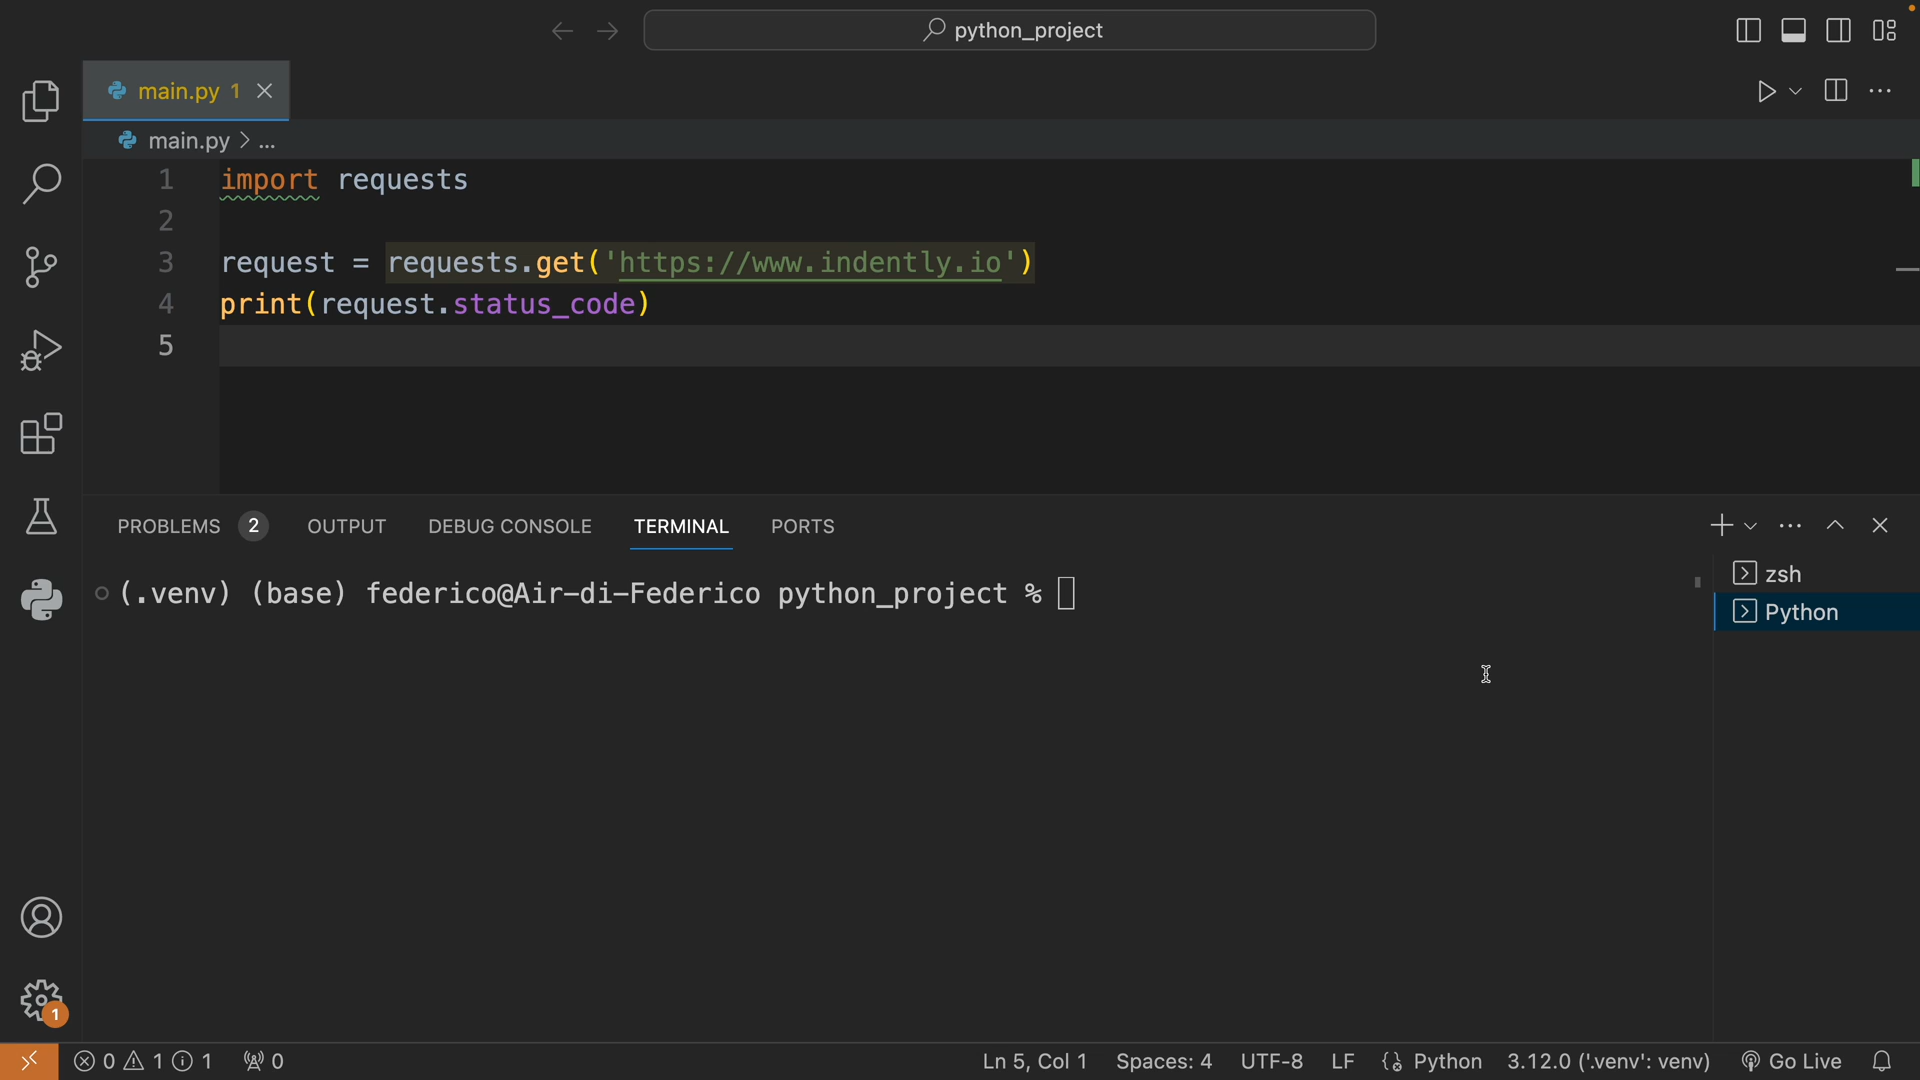 python_project
main.py 1
main.py > ...
1 import requests
2
3 request = requests.get('https://www.indently.io')
4 print(request.status_code)
5
PROBLEMS 2 OUTPUT DEBUG CONSOLE TERMINAL PORTS
(.venv) (base) federico@Air-di-Federico python_project %
zsh
Python
1
0 1 1 0 Ln 5, Col 1 Spaces: 4 UTF-8 LF Python 3.12.0 ('.venv': venv) Go Live